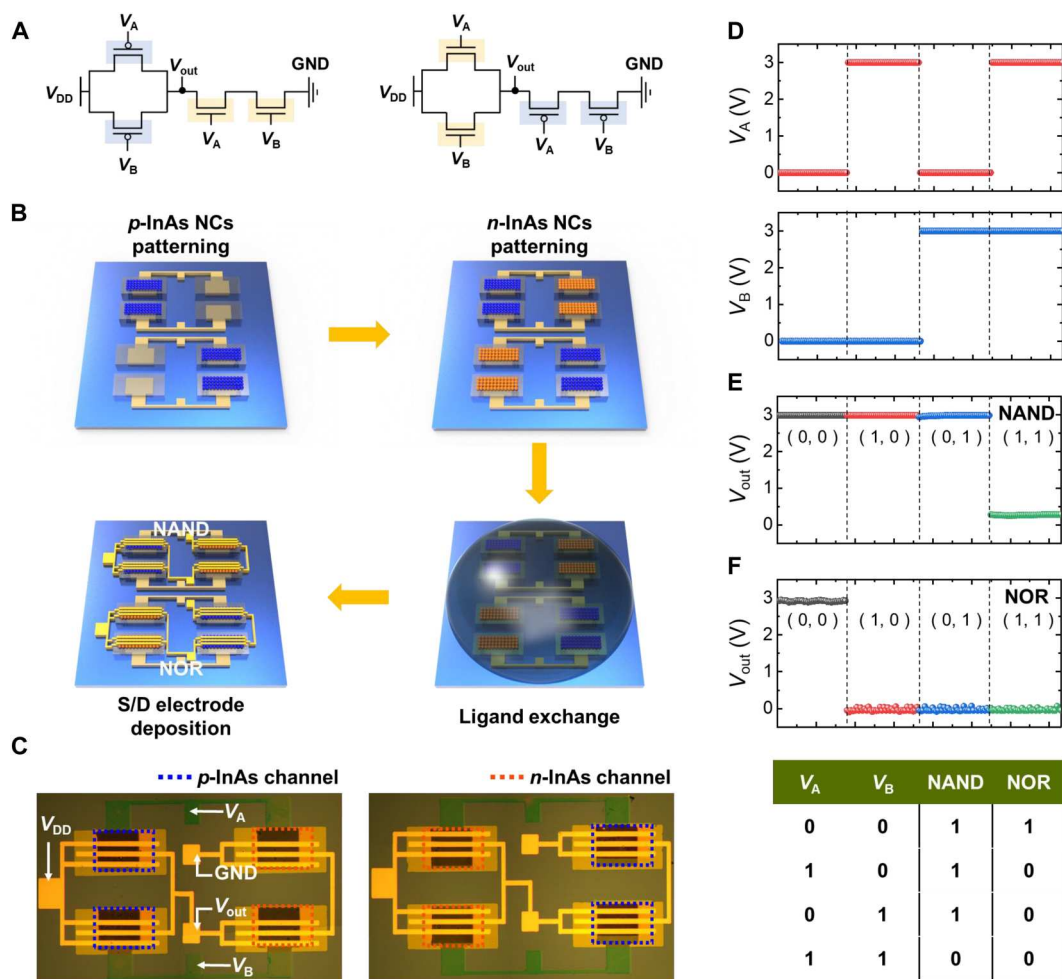 A
V_A
V_DD
V_out
GND
V_A
V_B
V_B
V_A
V_DD
V_out
GND
V_A
V_B
V_B
B
p-InAs NCs
patterning
n-InAs NCs
patterning
NAND
NOR
S/D electrode
deposition
Ligand exchange
C
p-InAs channel
n-InAs channel
V_DD
V_A
GND
V_out
V_B
D
V_A (V)
3
2
1
0
V_B (V)
3
2
1
0
E
V_out (V)
3
2
1
0
NAND
( 0, 0) ( 1, 0) ( 0, 1) ( 1, 1)
F
V_out (V)
3
2
1
0
NOR
( 0, 0) ( 1, 0) ( 0, 1) ( 1, 1)
V_A V_B NAND NOR
0 0 1 1
1 0 1 0
0 1 1 0
1 1 0 0